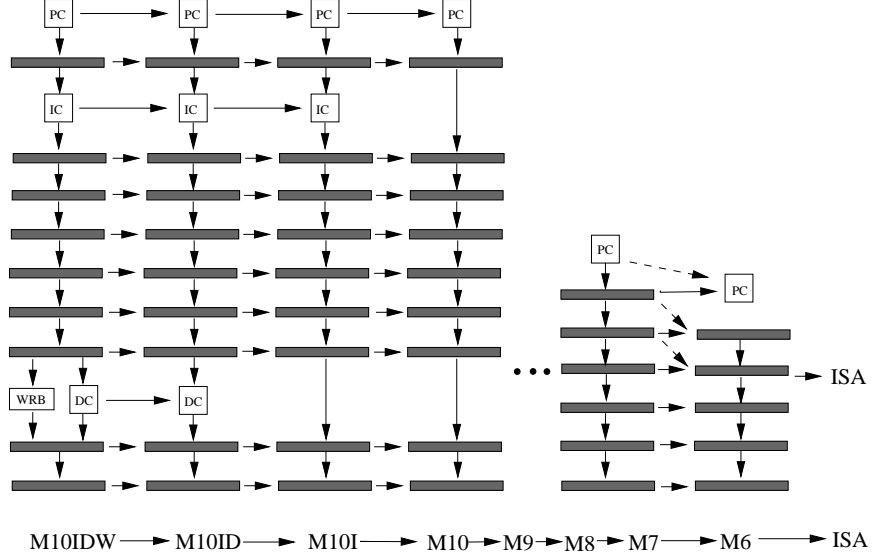 PC PC PC PC
IC IC IC
PC
PC
ISA
WRB DC DC
M10IDW M10ID M10I M10 M9 M8 M7 M6 ISA